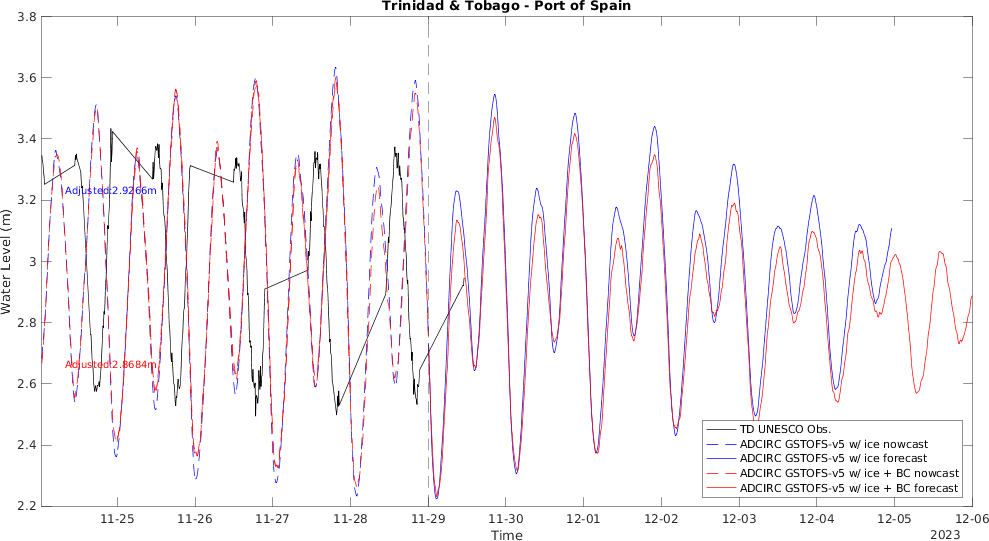 Trinidad & Tobago - Port of Spain
3.8
3.6
3.4
3.2
3
2.8
2.6
2.4
2.2
Water Level (m)
Adjusted:2.9266m
Adjusted:2.8684m
TD UNESCO Obs.
ADCIRC GSTOFS-v5 w/ ice nowcast
ADCIRC GSTOFS-v5 w/ ice forecast
ADCIRC GSTOFS-v5 w/ ice + BC nowcast
ADCIRC GSTOFS-v5 w/ ice + BC forecast
11-25 11-26 11-27 11-28 11-29 11-30 12-01 12-02 12-03 12-04 12-05 12-06
Time
2023